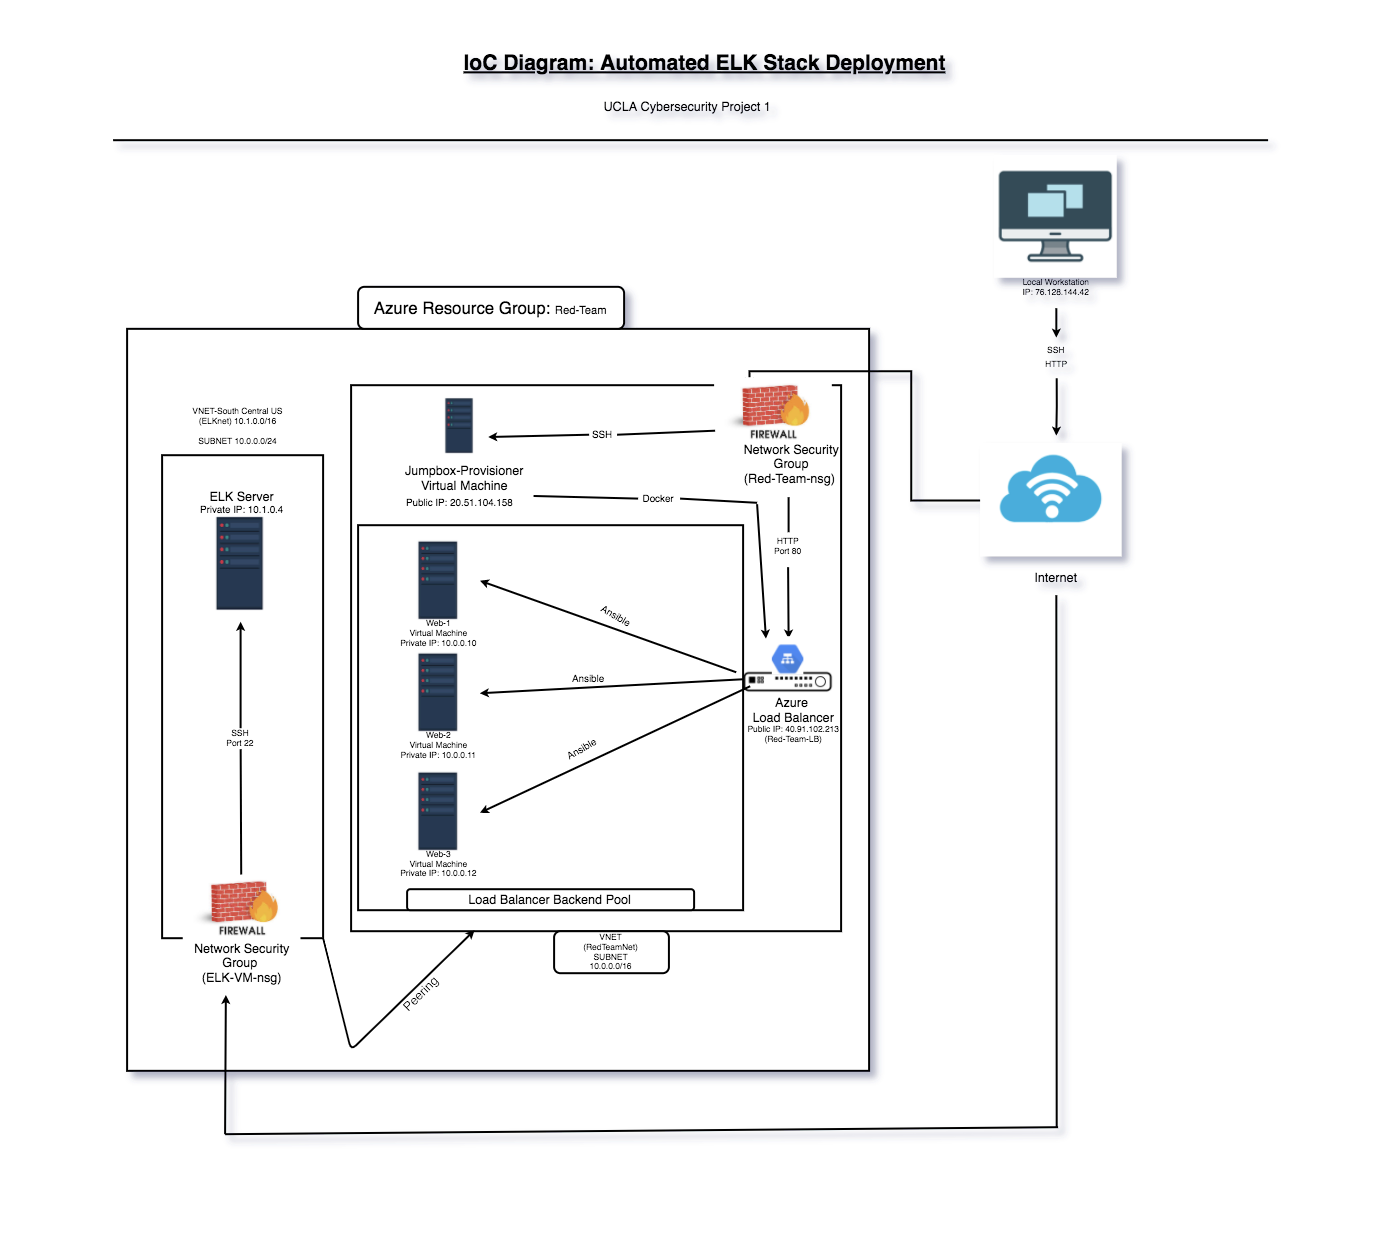 IoC Diagram: Automated ELK Stack Deployment
UCLA Cybersecurity Project 1
Local Workstation
IP: 76.128.144.42
SSH
HTTP
Internet
Azure Resource Group: Red-Team
VNET-South Central US
(ELKnet) 10.1.0.0/16
SUBNET 10.0.0.0/24
ELK Server
Private IP: 10.1.0.4
SSH
Port 22
FIREWALL
Network Security
Group
(ELK-VM-nsg)
Peering
Jumpbox-Provisioner
Virtual Machine
Public IP: 20.51.104.158
SSH
FIREWALL
Network Security
Group
(Red-Team-nsg)
Docker
HTTP
Port 80
Web-1
Virtual Machine
Private IP: 10.0.0.10
Ansible
Web-2
Virtual Machine
Private IP: 10.0.0.11
Ansible
Web-3
Virtual Machine
Private IP: 10.0.0.12
Ansible
Azure
Load Balancer
Public IP: 40.91.102.213
(Red-Team-LB)
Load Balancer Backend Pool
VNET
(RedTeamNet)
SUBNET
10.0.0.0/16